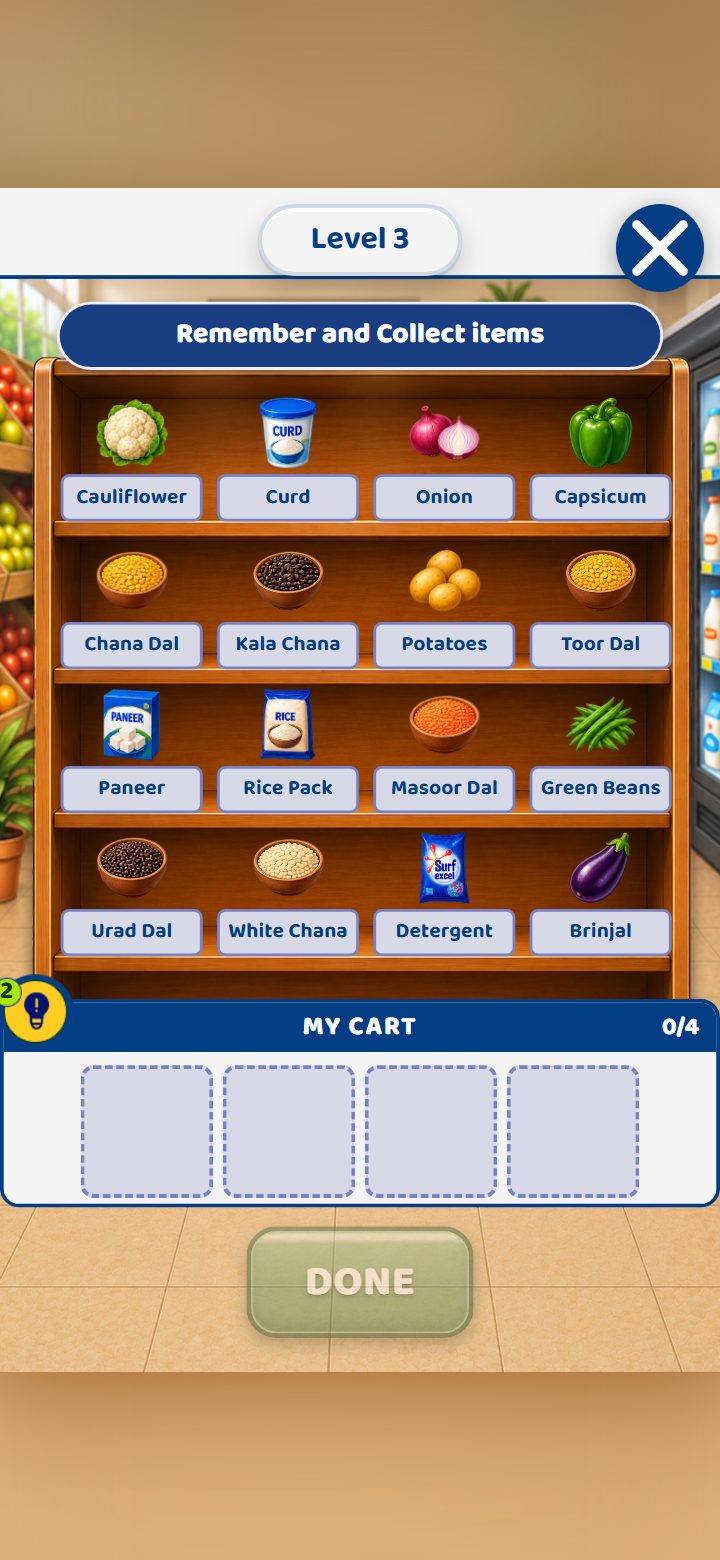 Level 3
Remember and Collect items
CURD
Cauliflower
Curd
Onion
Capsicum
Chana Dal
Kala Chana
Potatoes
Toor Dal
PANEER
RICE
Paneer
Rice Pack
Masoor Dal
Green Beans
Surf
excel
Urad Dal
White Chana
Detergent
Brinjal
2
MY CART
0/4
DONE